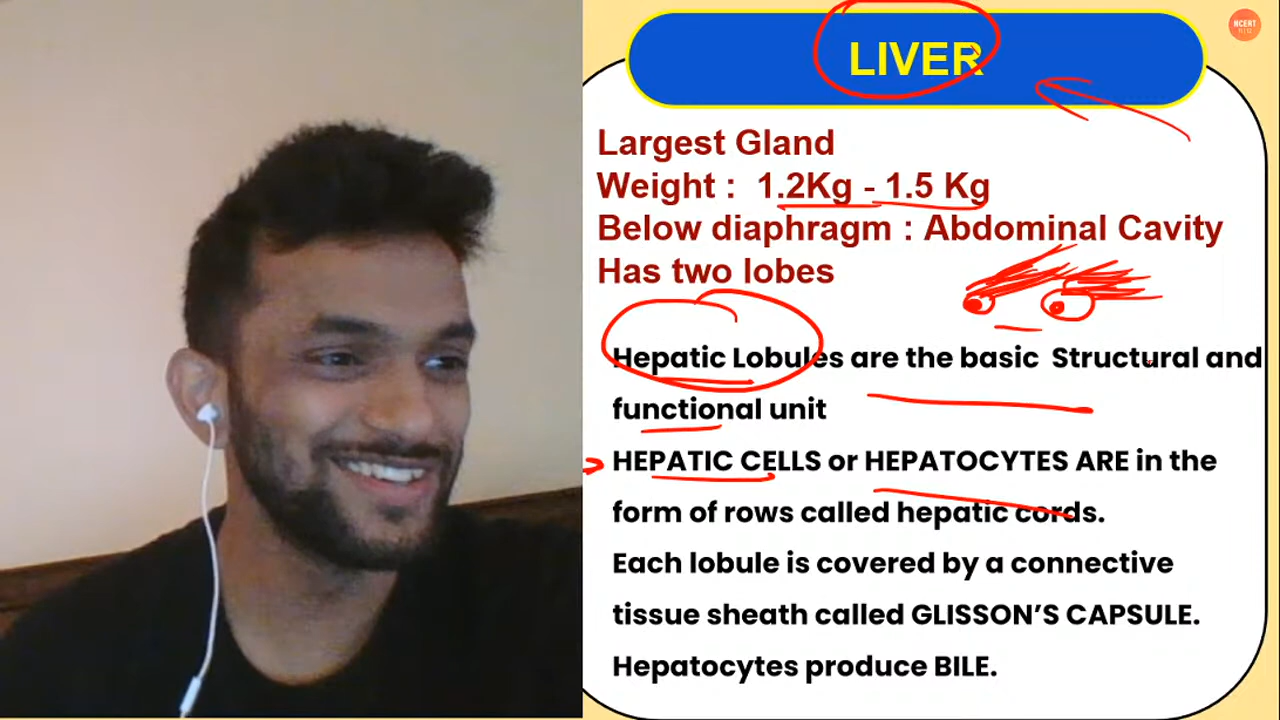 NCERT
LIVER
Largest Gland
Weight : 1.2Kg - 1.5 Kg
Below diaphragm : Abdominal Cavity
Has two lobes
Hepatic Lobules are the basic Structural and
functional unit
HEPATIC CELLS or HEPATOCYTES ARE in the
form of rows called hepatic cords.
Each lobule is covered by a connective
tissue sheath called GLISSON'S CAPSULE.
Hepatocytes produce BILE.